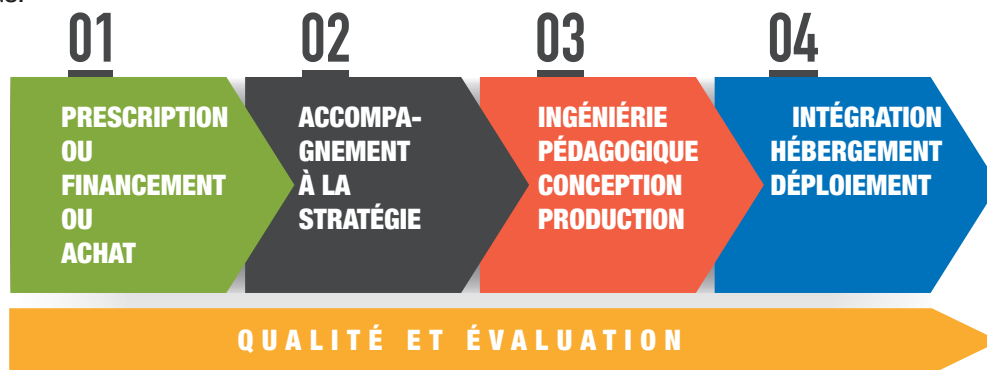 01
PRESCRIPTION
OU
FINANCEMENT
OU
ACHAT
02
ACCOMPA-
GNEMENT
À LA
STRATÉGIE
03
INGÉNIÉRIE
PÉDAGOGIQUE
CONCEPTION
PRODUCTION
04
INTÉGRATION
HÉBERGEMENT
DÉPLOIEMENT
QUALITÉ ET ÉVALUATION